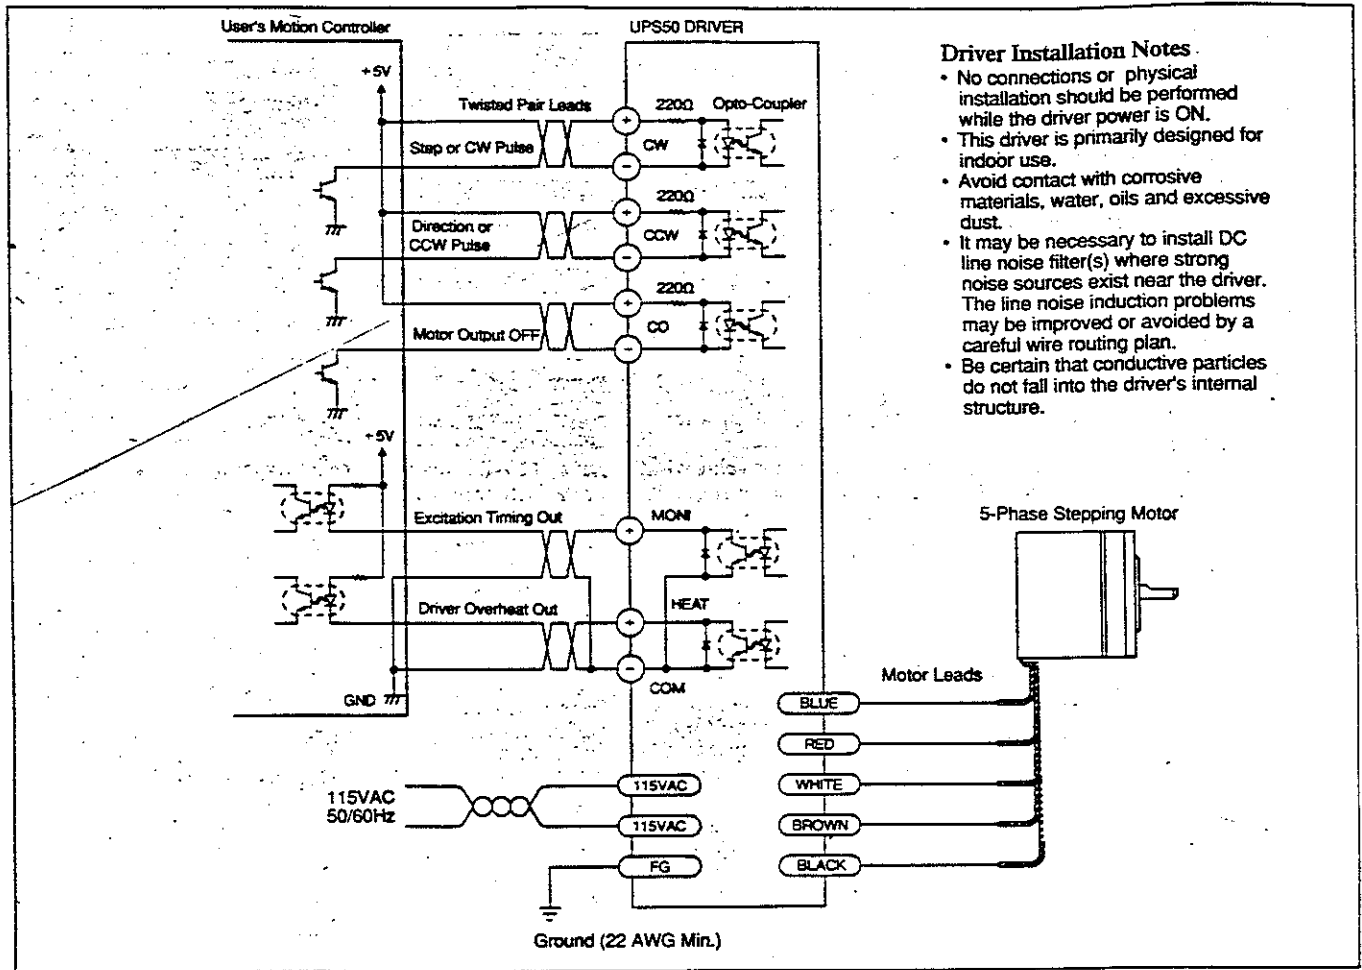 User's Motion Controller
UPS50 DRIVER
+5V
Twisted Pair Leads
220Ω
Opto-Coupler
+
Step or CW Pulse
CW
−
220Ω
+
Direction or
CCW Pulse
CCW
−
220Ω
+
CO
Motor Output OFF
−
+5V
Excitation Timing Out
+
MONI
Driver Overheat Out
HEAT
+
−
COM
GND
115VAC
50/60Hz
115VAC
115VAC
FG
Ground (22 AWG Min.)
Driver Installation Notes
• No connections or physical
installation should be performed
while the driver power is ON.
• This driver is primarily designed for
indoor use.
• Avoid contact with corrosive
materials, water, oils and excessive
dust.
• It may be necessary to install DC
line noise filter(s) where strong
noise sources exist near the driver.
The line noise induction problems
may be improved or avoided by a
careful wire routing plan.
• Be certain that conductive particles
do not fall into the driver's internal
structure.
5-Phase Stepping Motor
Motor Leads
BLUE
RED
WHITE
BROWN
BLACK